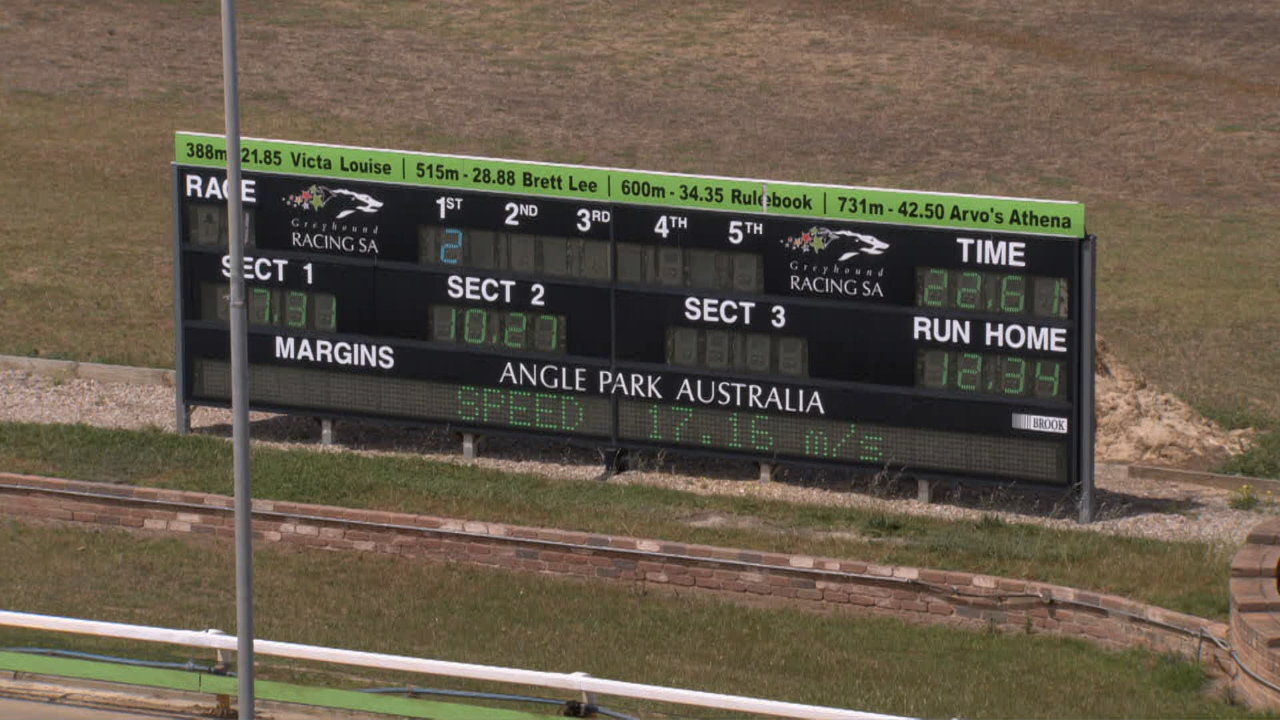 388m 21.85 Victa Louise | 515m - 28.88 Brett Lee | 600m - 34.35 Rulebook | 731m - 42.50 Arvo's Athena
RACE
Greyhound
RACING SA
1ST 2ND 3RD 4TH 5TH
2
Greyhound
RACING SA
TIME
22.61
SECT 1
7.31
SECT 2
10.27
SECT 3
RUN HOME
12.34
MARGINS
ANGLE PARK AUSTRALIA
BROOK
SPEED 17.16 m/s